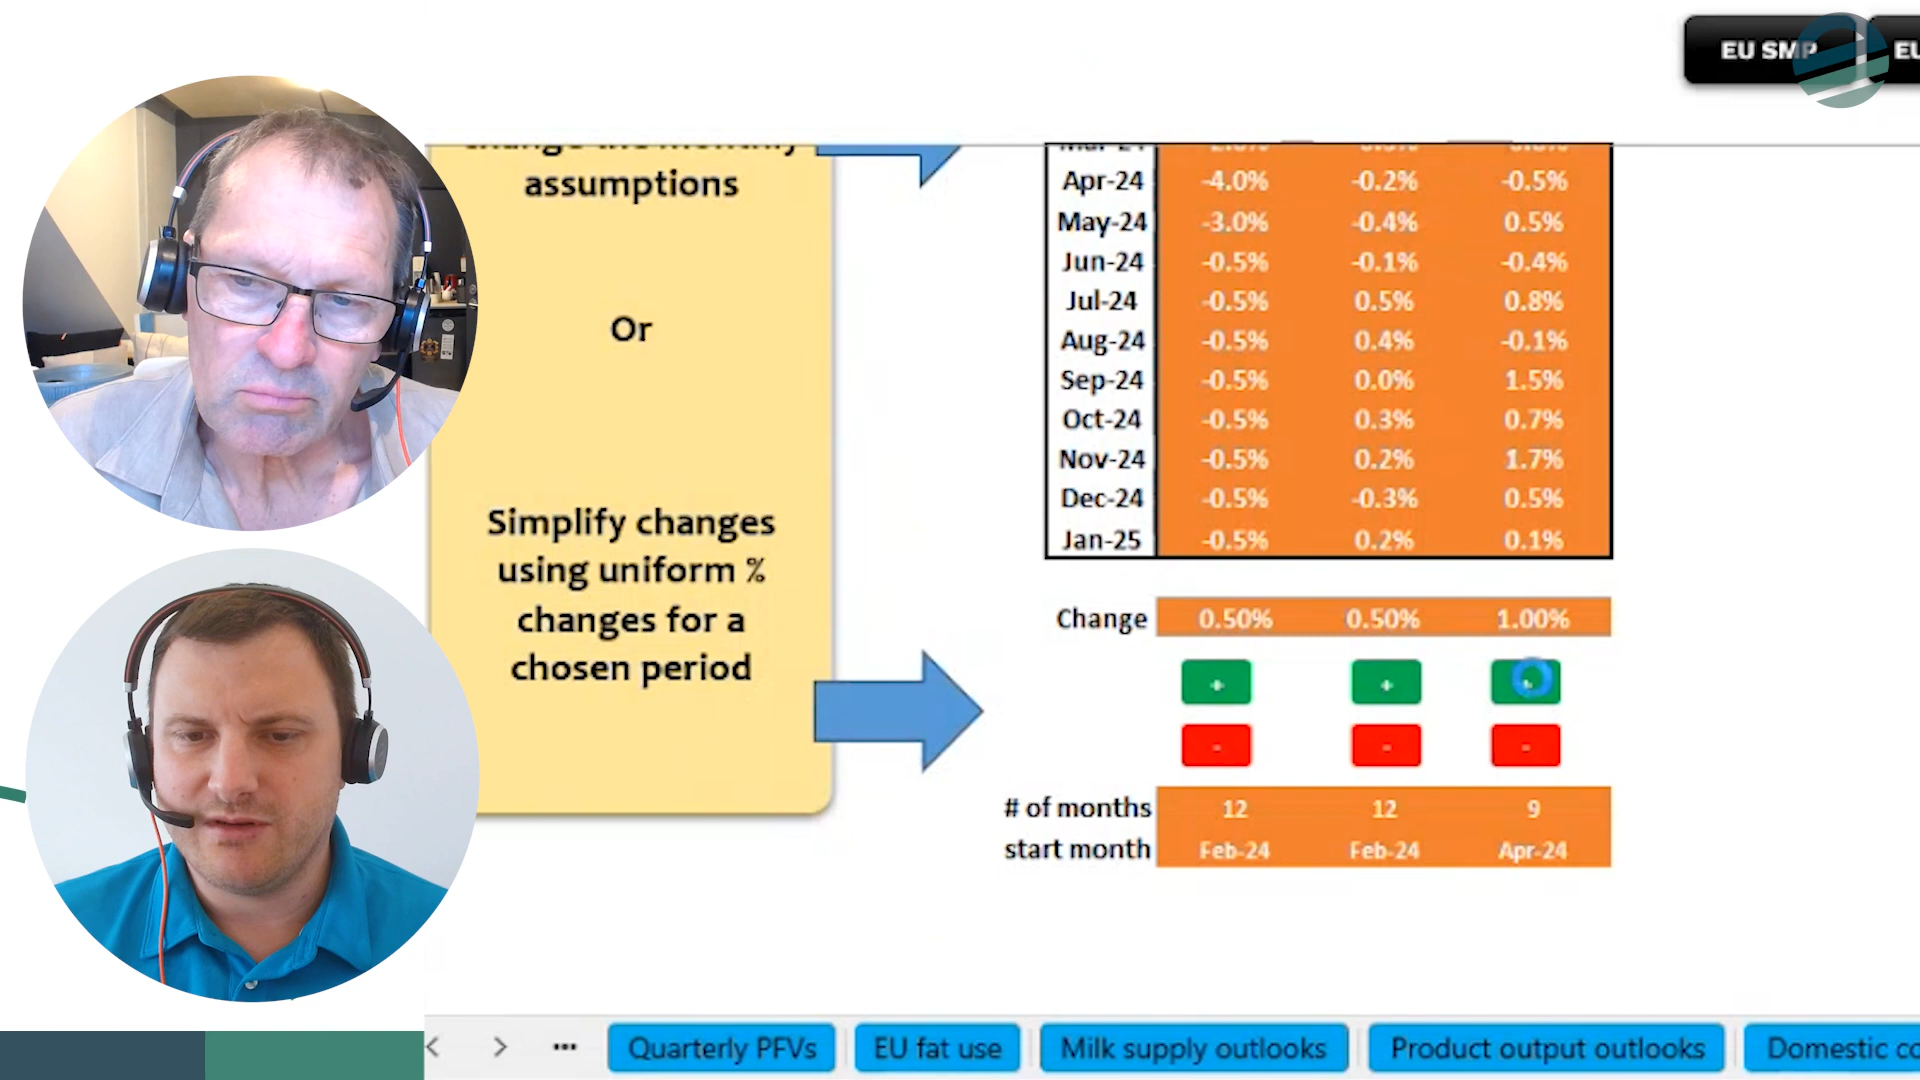 EU SMP
EU
change the monthly
assumptions
Or
Simplify changes
using uniform %
changes for a
chosen period
Mar-24
Apr-24 -4.0% -0.2% -0.5%
May-24 -3.0% -0.4% 0.5%
Jun-24 -0.5% -0.1% -0.4%
Jul-24 -0.5% 0.5% 0.8%
Aug-24 -0.5% 0.4% -0.1%
Sep-24 -0.5% 0.0% 1.5%
Oct-24 -0.5% 0.3% 0.7%
Nov-24 -0.5% 0.2% 1.7%
Dec-24 -0.5% -0.3% 0.5%
Jan-25 -0.5% 0.2% 0.1%
Change 0.50% 0.50% 1.00%
+ +
- - -
# of months 12 12 9
start month Feb-24 Feb-24 Apr-24
Quarterly PFVs
EU fat use
Milk supply outlooks
Product output outlooks
Domestic co